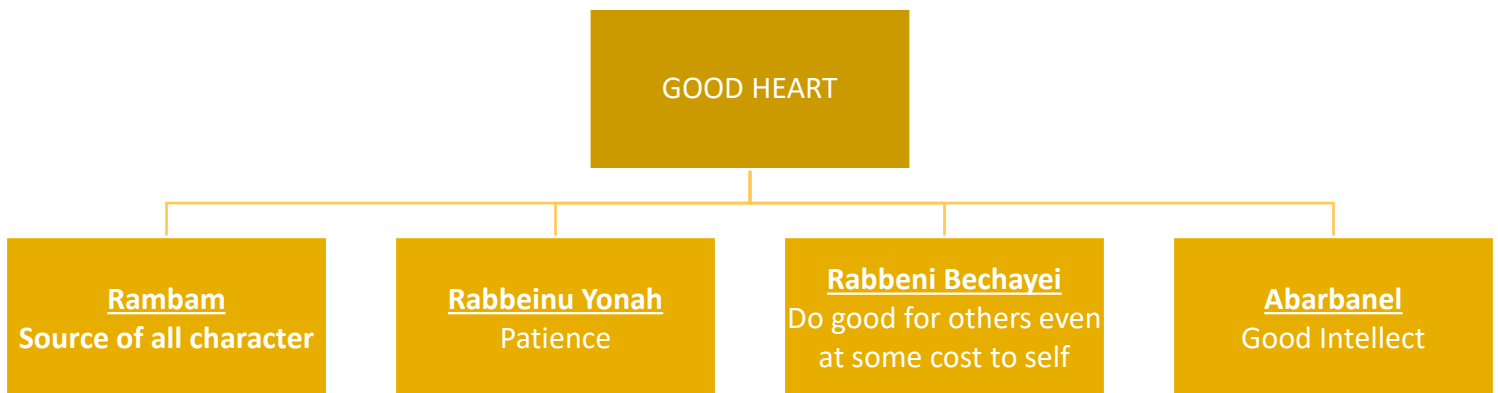 GOOD HEART
Rambam
Source of all character
Rabbeinu Yonah
Patience
Rabbeni Bechayei
Do good for others even
at some cost to self
Abarbanel
Good Intellect